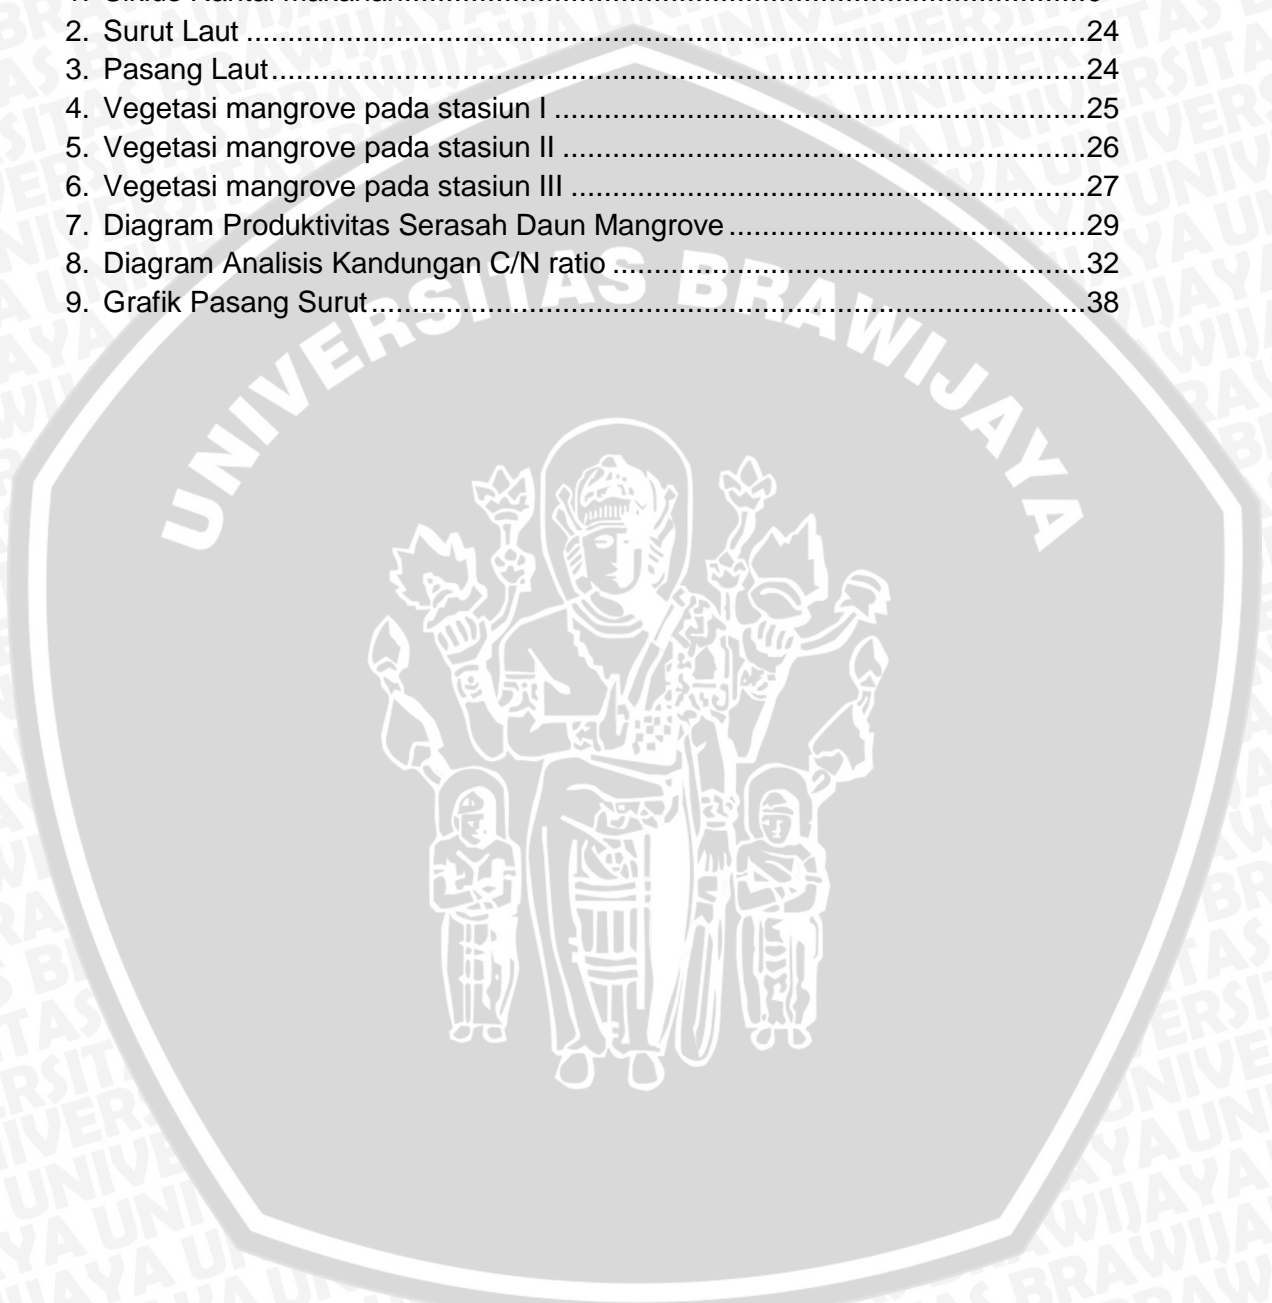 2. Surut Laut ........................................................................................................24
3. Pasang Laut.....................................................................................................24
4. Vegetasi mangrove pada stasiun I ..................................................................25
5. Vegetasi mangrove pada stasiun II .................................................................26
6. Vegetasi mangrove pada stasiun III ................................................................27
7. Diagram Produktivitas Serasah Daun Mangrove .............................................29
8. Diagram Analisis Kandungan C/N ratio ...........................................................32
9. Grafik Pasang Surut .........................................................................................38
UNIVERSITAS BRAWIJAYA